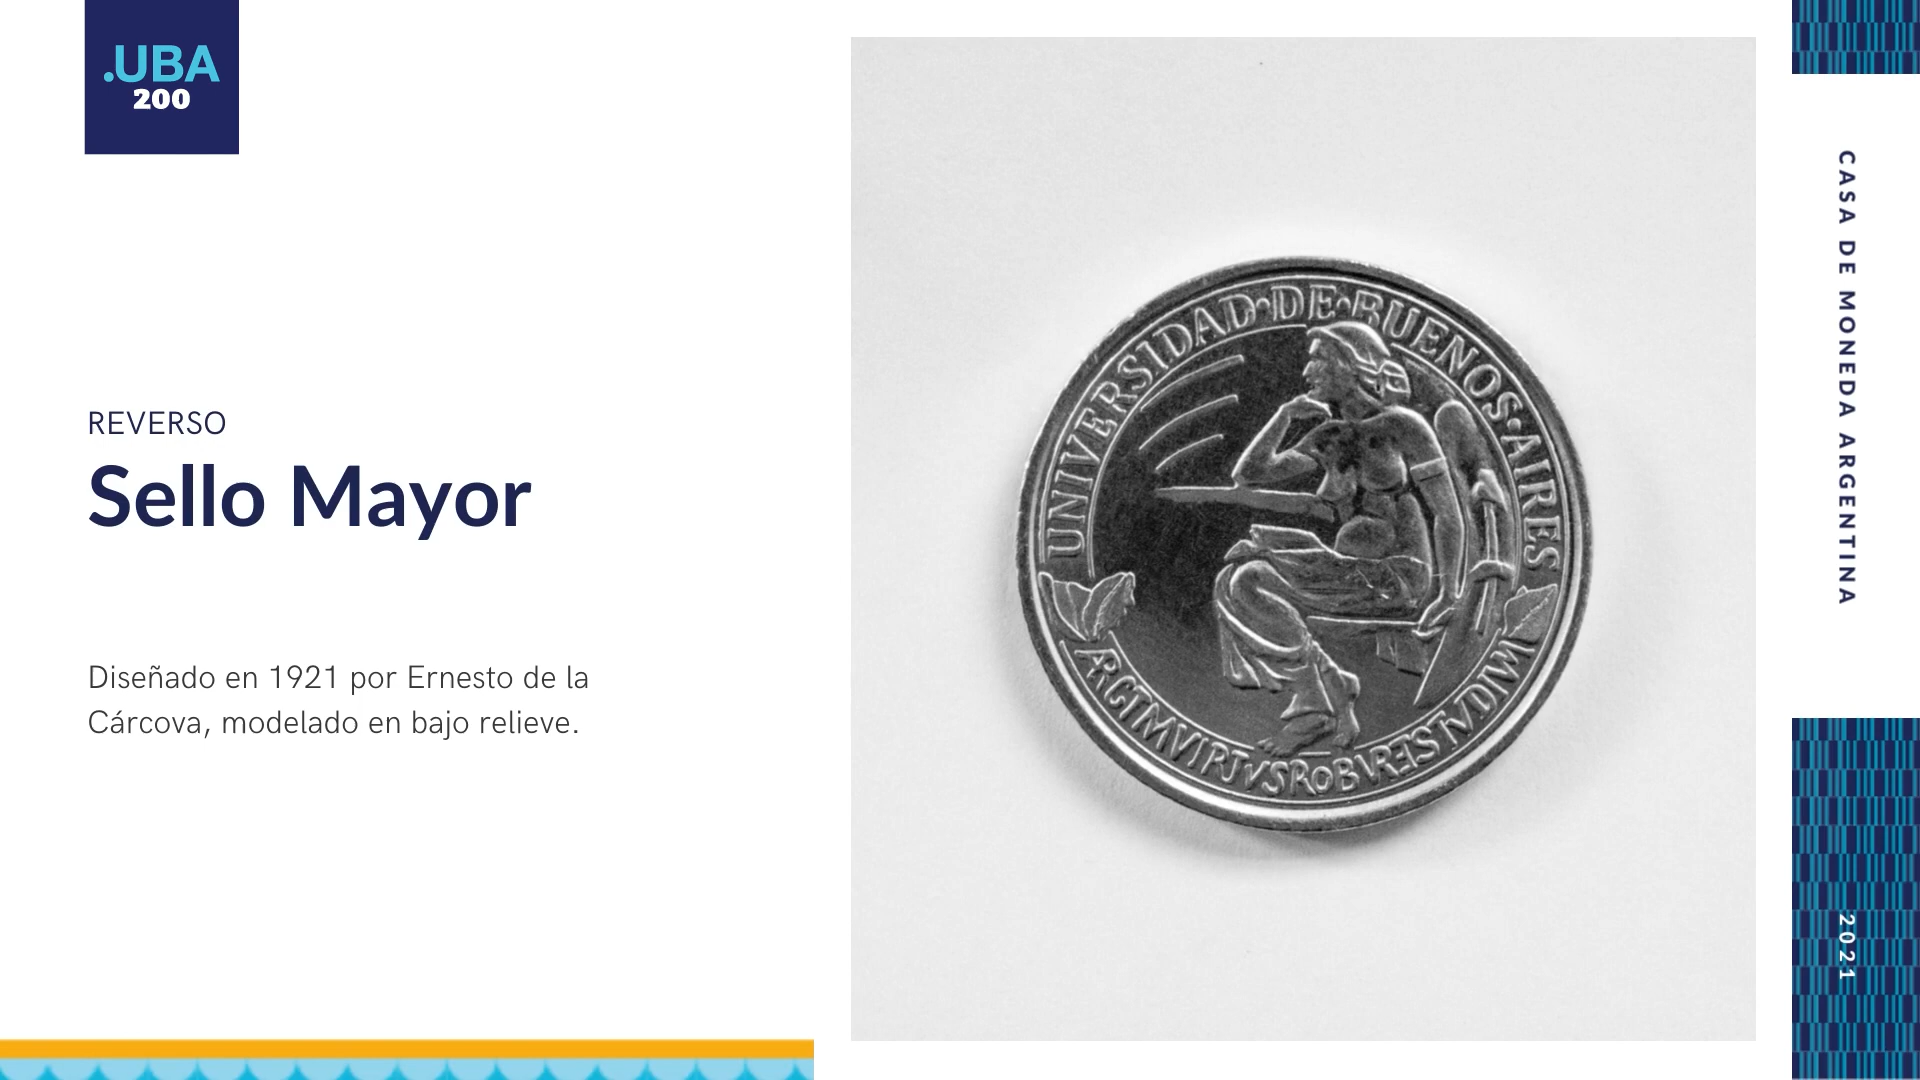 .UBA
200
REVERSO
Sello Mayor
Diseñado en 1921 por Ernesto de la
Cárcova, modelado en bajo relieve.
UNIVERSIDAD·DE·BUENOS·AIRES
ARGTMVIRTVSROBVRETSTVDIVM
CASA DE MONEDA ARGENTINA
2021